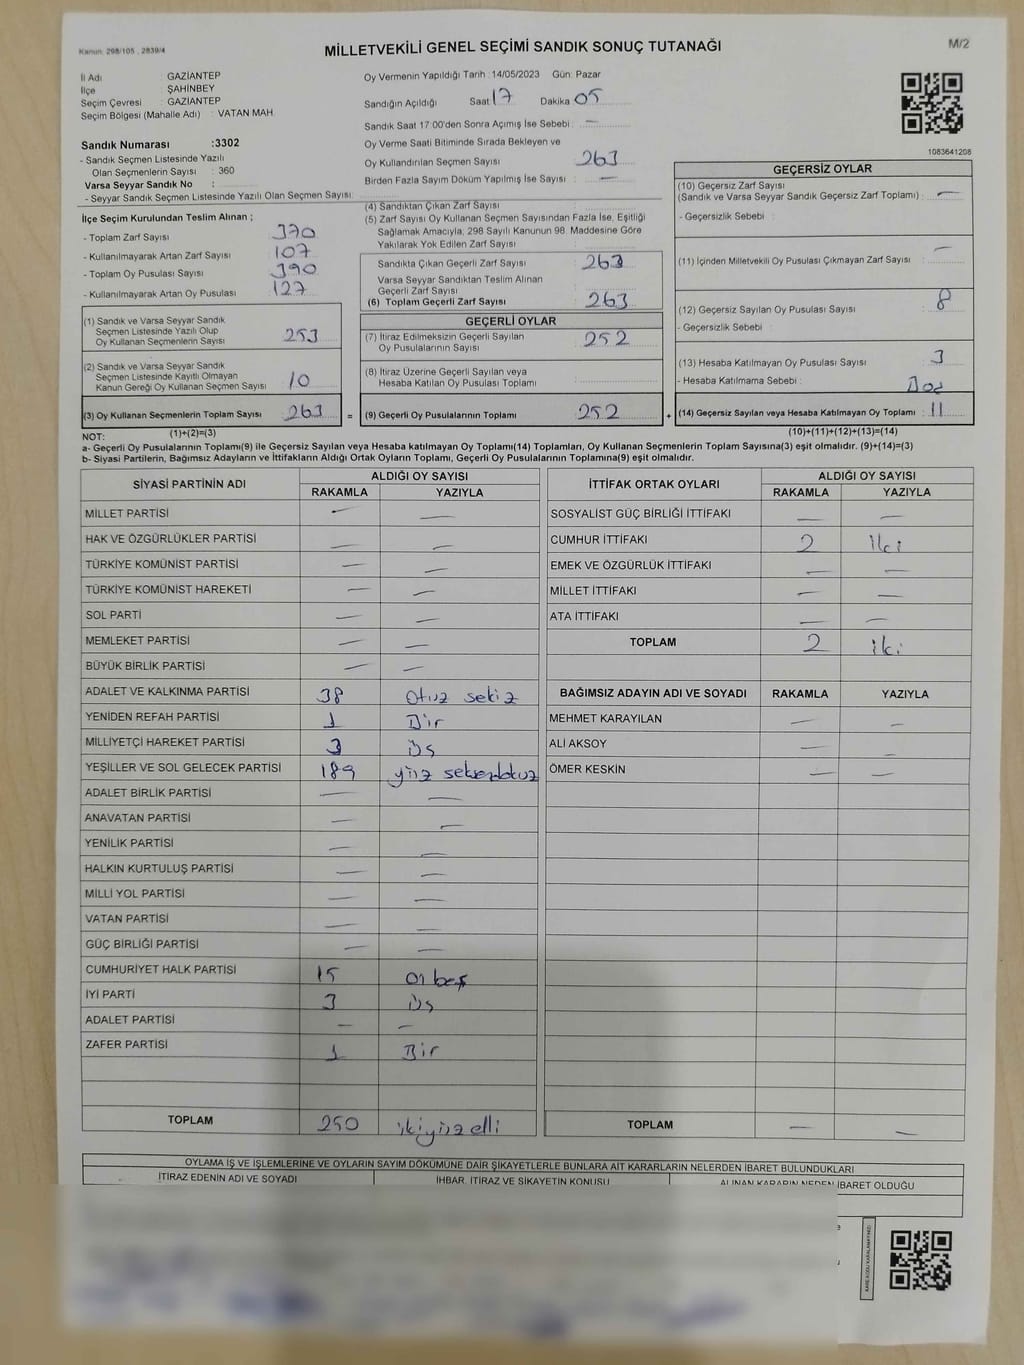 Kanun: 298/105, 2839/4
MİLLETVEKİLİ GENEL SEÇİMİ SANDIK SONUÇ TUTANAĞI
M/2
İl Adı : GAZİANTEP
İlçe : ŞAHİNBEY
Seçim Çevresi : GAZİANTEP
Seçim Bölgesi (Mahalle Adı) : VATAN MAH.
Sandık Numarası :3302
- Sandık Seçmen Listesinde Yazılı
Olan Seçmenlerin Sayısı : 360
Varsa Seyyar Sandık No :
- Seyyar Sandık Seçmen Listesinde Yazılı Olan Seçmen Sayısı:
Oy Vermenin Yapıldığı Tarih :14/05/2023 Gün: Pazar
Sandığın Açıldığı Saat 17 Dakika 05
Sandık Saat 17:00'den Sonra Açımış İse Sebebi : —
Oy Verme Saati Bitiminde Sırada Bekleyen ve
Oy Kullandırılan Seçmen Sayısı 263
Birden Fazla Sayım Döküm Yapılmış İse Sayısı : —
1083641208
İlçe Seçim Kurulundan Teslim Alınan ;
- Toplam Zarf Sayısı 370
- Kullanılmayarak Artan Zarf Sayısı 107
- Toplam Oy Pusulası Sayısı 390
- Kullanılmayarak Artan Oy Pusulası 127
(1) Sandık ve Varsa Seyyar Sandık
Seçmen Listesinde Yazılı Olup
Oy Kullanan Seçmenlerin Sayısı 253
(2) Sandık ve Varsa Seyyar Sandık
Seçmen Listesinde Kayıtlı Olmayan
Kanun Gereği Oy Kullanan Seçmen Sayısı 10
(3) Oy Kullanan Seçmenlerin Toplam Sayısı 263 =
(1)+(2)=(3)
(4) Sandıktan Çıkan Zarf Sayısı :
(5) Zarf Sayısı Oy Kullanan Seçmen Sayısından Fazla İse, Eşitliği
Sağlamak Amacıyla, 298 Sayılı Kanunun 98. Maddesine Göre
Yakılarak Yok Edilen Zarf Sayısı :
Sandıkta Çıkan Geçerli Zarf Sayısı : 263
Varsa Seyyar Sandıktan Teslim Alınan
Geçerli Zarf Sayısı :
(6) Toplam Geçerli Zarf Sayısı : 263
GEÇERLİ OYLAR
(7) İtiraz Edilmeksizin Geçerli Sayılan
Oy Pusulalarının Sayısı : 252
(8) İtiraz Üzerine Geçerli Sayılan veya
Hesaba Katılan Oy Pusulası Toplamı :
(9) Geçerli Oy Pusulalarının Toplamı : 252 +
GEÇERSİZ OYLAR
(10) Geçersiz Zarf Sayısı
(Sandık ve Varsa Seyyar Sandık Geçersiz Zarf Toplamı) : —
- Geçersizlik Sebebi :
(11) İçinden Milletvekili Oy Pusulası Çıkmayan Zarf Sayısı : —
(12) Geçersiz Sayılan Oy Pusulası Sayısı : 8
- Geçersizlik Sebebi :
(13) Hesaba Katılmayan Oy Pusulası Sayısı : 3
- Hesaba Katılmama Sebebi : Boş
(14) Geçersiz Sayılan veya Hesaba Katılmayan Oy Toplamı : 11
(10)+(11)+(12)+(13)=(14)
NOT:
a- Geçerli Oy Pusulalarının Toplamı(9) ile Geçersiz Sayılan veya Hesaba katılmayan Oy Toplamı(14) Toplamları, Oy Kullanan Seçmenlerin Toplam Sayısına(3) eşit olmalıdır. (9)+(14)=(3)
b- Siyasi Partilerin, Bağımsız Adayların ve İttifakların Aldığı Ortak Oyların Toplamı, Geçerli Oy Pusulalarının Toplamına(9) eşit olmalıdır.
SİYASİ PARTİNİN ADI ALDIĞI OY SAYISI
RAKAMLA YAZIYLA
MİLLET PARTİSİ — —
HAK VE ÖZGÜRLÜKLER PARTİSİ — —
TÜRKİYE KOMÜNİST PARTİSİ — —
TÜRKİYE KOMÜNİST HAREKETİ — —
SOL PARTİ — —
MEMLEKET PARTİSİ — —
BÜYÜK BİRLİK PARTİSİ — —
ADALET VE KALKINMA PARTİSİ 38 otuz sekiz
YENİDEN REFAH PARTİSİ 1 Bir
MİLLİYETÇİ HAREKET PARTİSİ 3 Üç
YEŞİLLER VE SOL GELECEK PARTİSİ 189 yüz seksendokuz
ADALET BİRLİK PARTİSİ — —
ANAVATAN PARTİSİ — —
YENİLİK PARTİSİ — —
HALKIN KURTULUŞ PARTİSİ — —
MİLLİ YOL PARTİSİ — —
VATAN PARTİSİ — —
GÜÇ BİRLİĞİ PARTİSİ — —
CUMHURİYET HALK PARTİSİ 15 on beş
İYİ PARTİ 3 Üç
ADALET PARTİSİ — —
ZAFER PARTİSİ 1 Bir
TOPLAM 250 ikiyüz elli
İTTİFAK ORTAK OYLARI ALDIĞI OY SAYISI
RAKAMLA YAZIYLA
SOSYALİST GÜÇ BİRLİĞİ İTTİFAKI — —
CUMHUR İTTİFAKI 2 iki
EMEK VE ÖZGÜRLÜK İTTİFAKI — —
MİLLET İTTİFAKI — —
ATA İTTİFAKI — —
TOPLAM 2 iki
BAĞIMSIZ ADAYIN ADI VE SOYADI RAKAMLA YAZIYLA
MEHMET KARAYILAN — —
ALİ AKSOY — —
ÖMER KESKİN — —
TOPLAM — —
OYLAMA İŞ VE İŞLEMLERİNE VE OYLARIN SAYIM DÖKÜMÜNE DAİR ŞİKAYETLERLE BUNLARA AİT KARARLARIN NELERDEN İBARET BULUNDUKLARI
İTİRAZ EDENİN ADI VE SOYADI İHBAR, İTİRAZ VE ŞİKAYETİN KONUSU ALINAN KARARIN NEDEN İBARET OLDUĞU